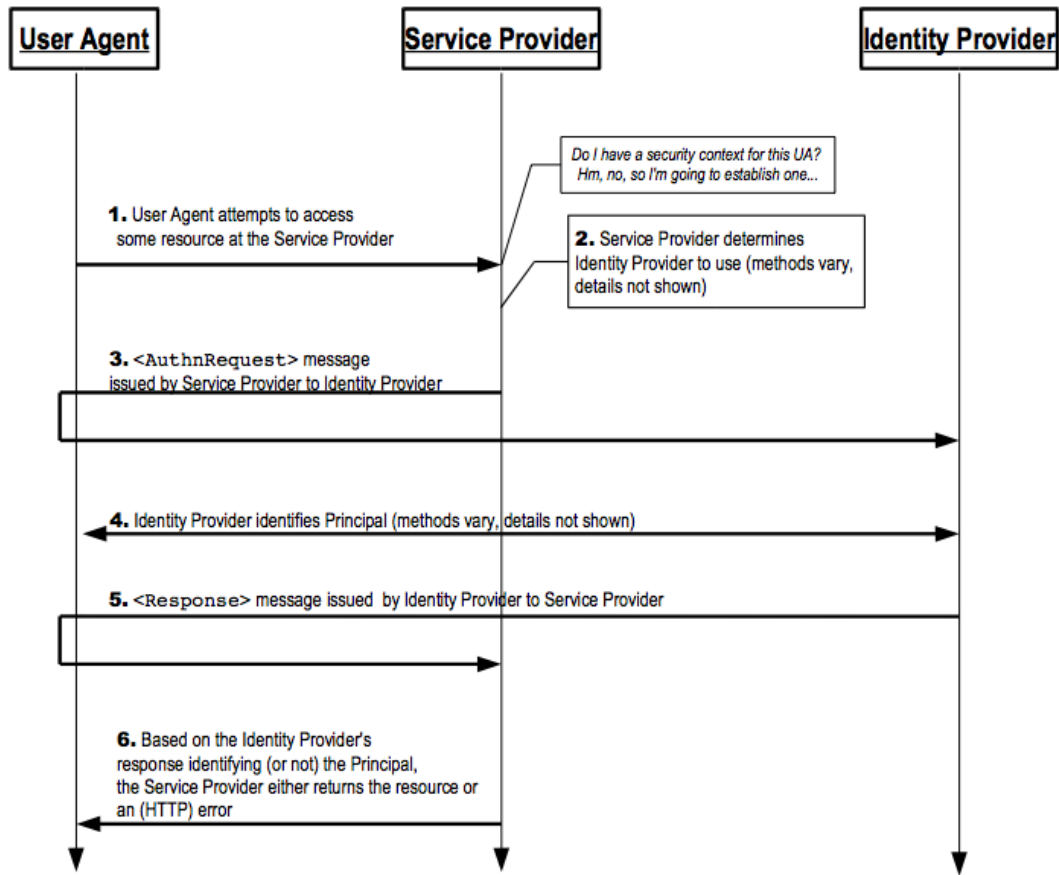 User Agent
Service Provider
Identity Provider
Do I have a security context for this UA?
Hm, no, so I'm going to establish one...
1. User Agent attempts to access
some resource at the Service Provider
2. Service Provider determines
Identity Provider to use (methods vary,
details not shown)
3. <AuthnRequest> message
issued by Service Provider to Identity Provider
4. Identity Provider identifies Principal (methods vary, details not shown)
5. <Response> message issued by Identity Provider to Service Provider
6. Based on the Identity Provider's
response identifying (or not) the Principal,
the Service Provider either returns the resource or
an (HTTP) error